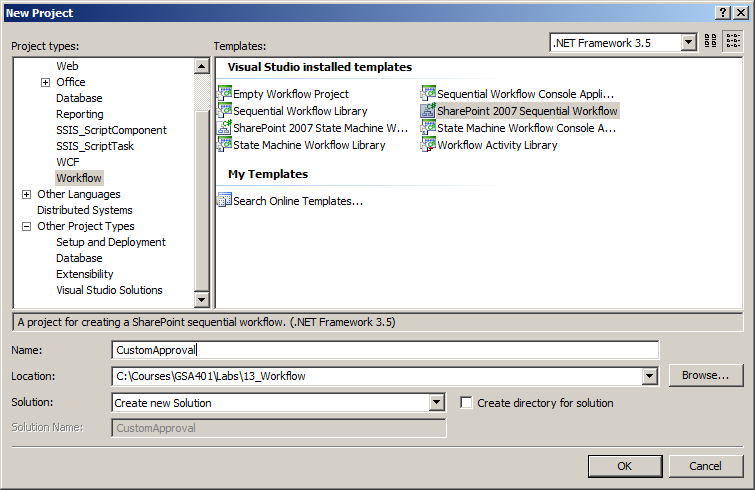 New Project
Project types:
Templates:
.NET Framework 3.5
Web
Office
Database
Reporting
SSIS_ScriptComponent
SSIS_ScriptTask
WCF
Workflow
Other Languages
Distributed Systems
Other Project Types
Setup and Deployment
Database
Extensibility
Visual Studio Solutions
Visual Studio installed templates
Empty Workflow Project
Sequential Workflow Console Appli...
Sequential Workflow Library
SharePoint 2007 Sequential Workflow
SharePoint 2007 State Machine W...
State Machine Workflow Console A...
State Machine Workflow Library
Workflow Activity Library
My Templates
Search Online Templates...
A project for creating a SharePoint sequential workflow. (.NET Framework 3.5)
Name:
CustomApproval
Location:
C:\Courses\GSA401\Labs\13_Workflow
Browse...
Solution:
Create new Solution
Create directory for solution
Solution Name:
CustomApproval
OK
Cancel